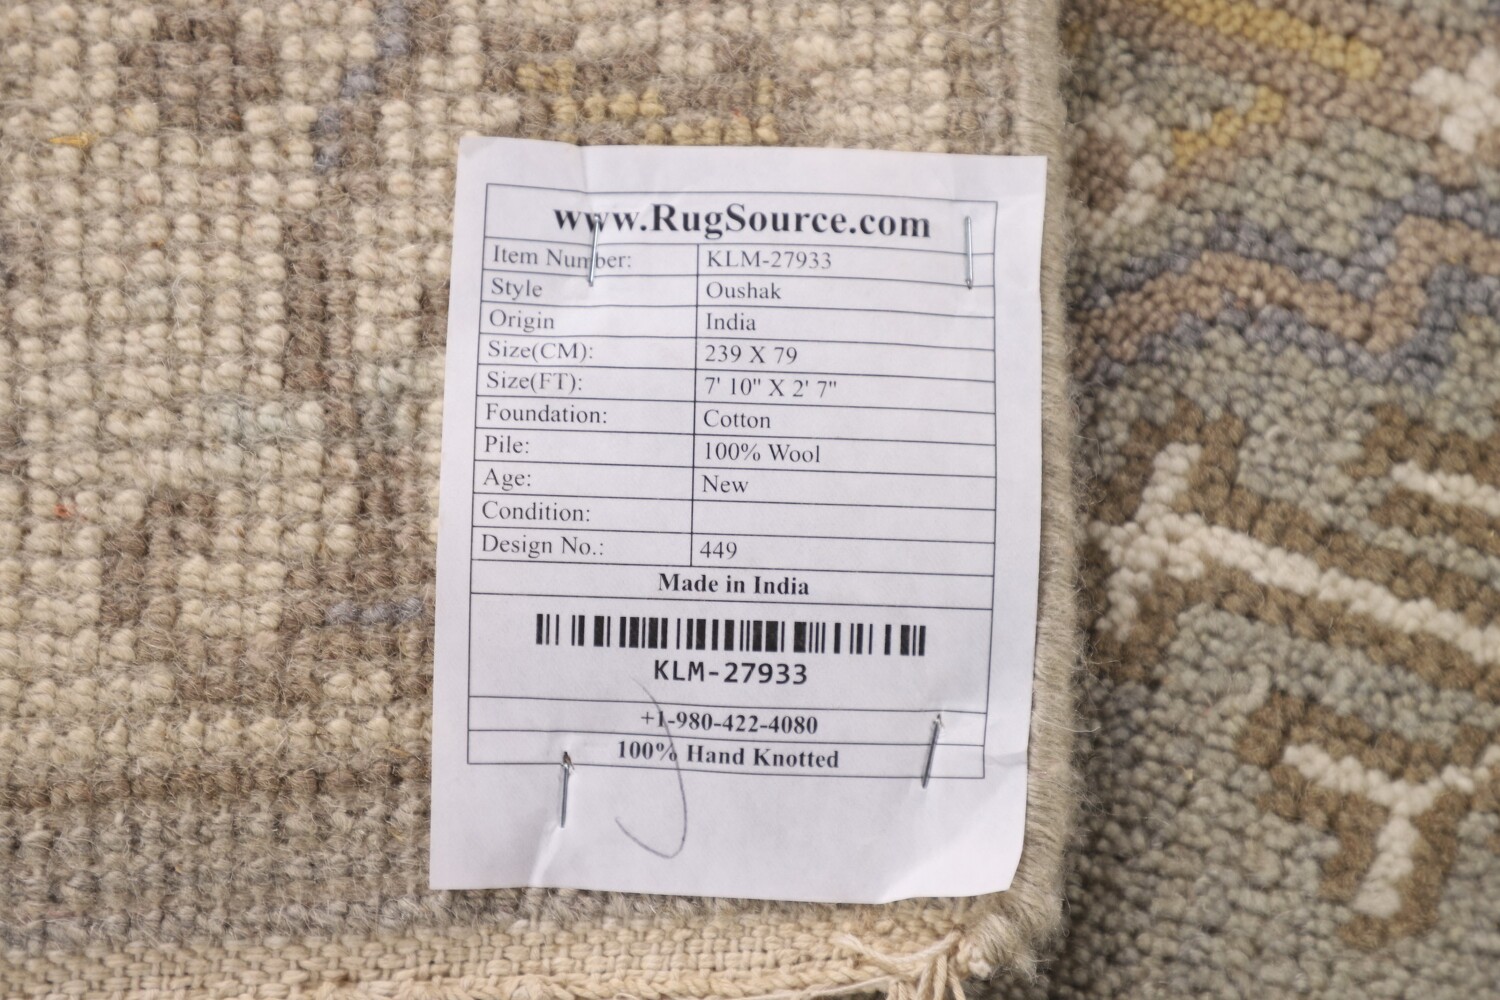 www.RugSource.com
Item Number: KLM-27933
Style Oushak
Origin India
Size(CM): 239 X 79
Size(FT): 7' 10" X 2' 7"
Foundation: Cotton
Pile: 100% Wool
Age: New
Condition:
Design No.: 449
Made in India
KLM-27933
+1-980-422-4080
100% Hand Knotted